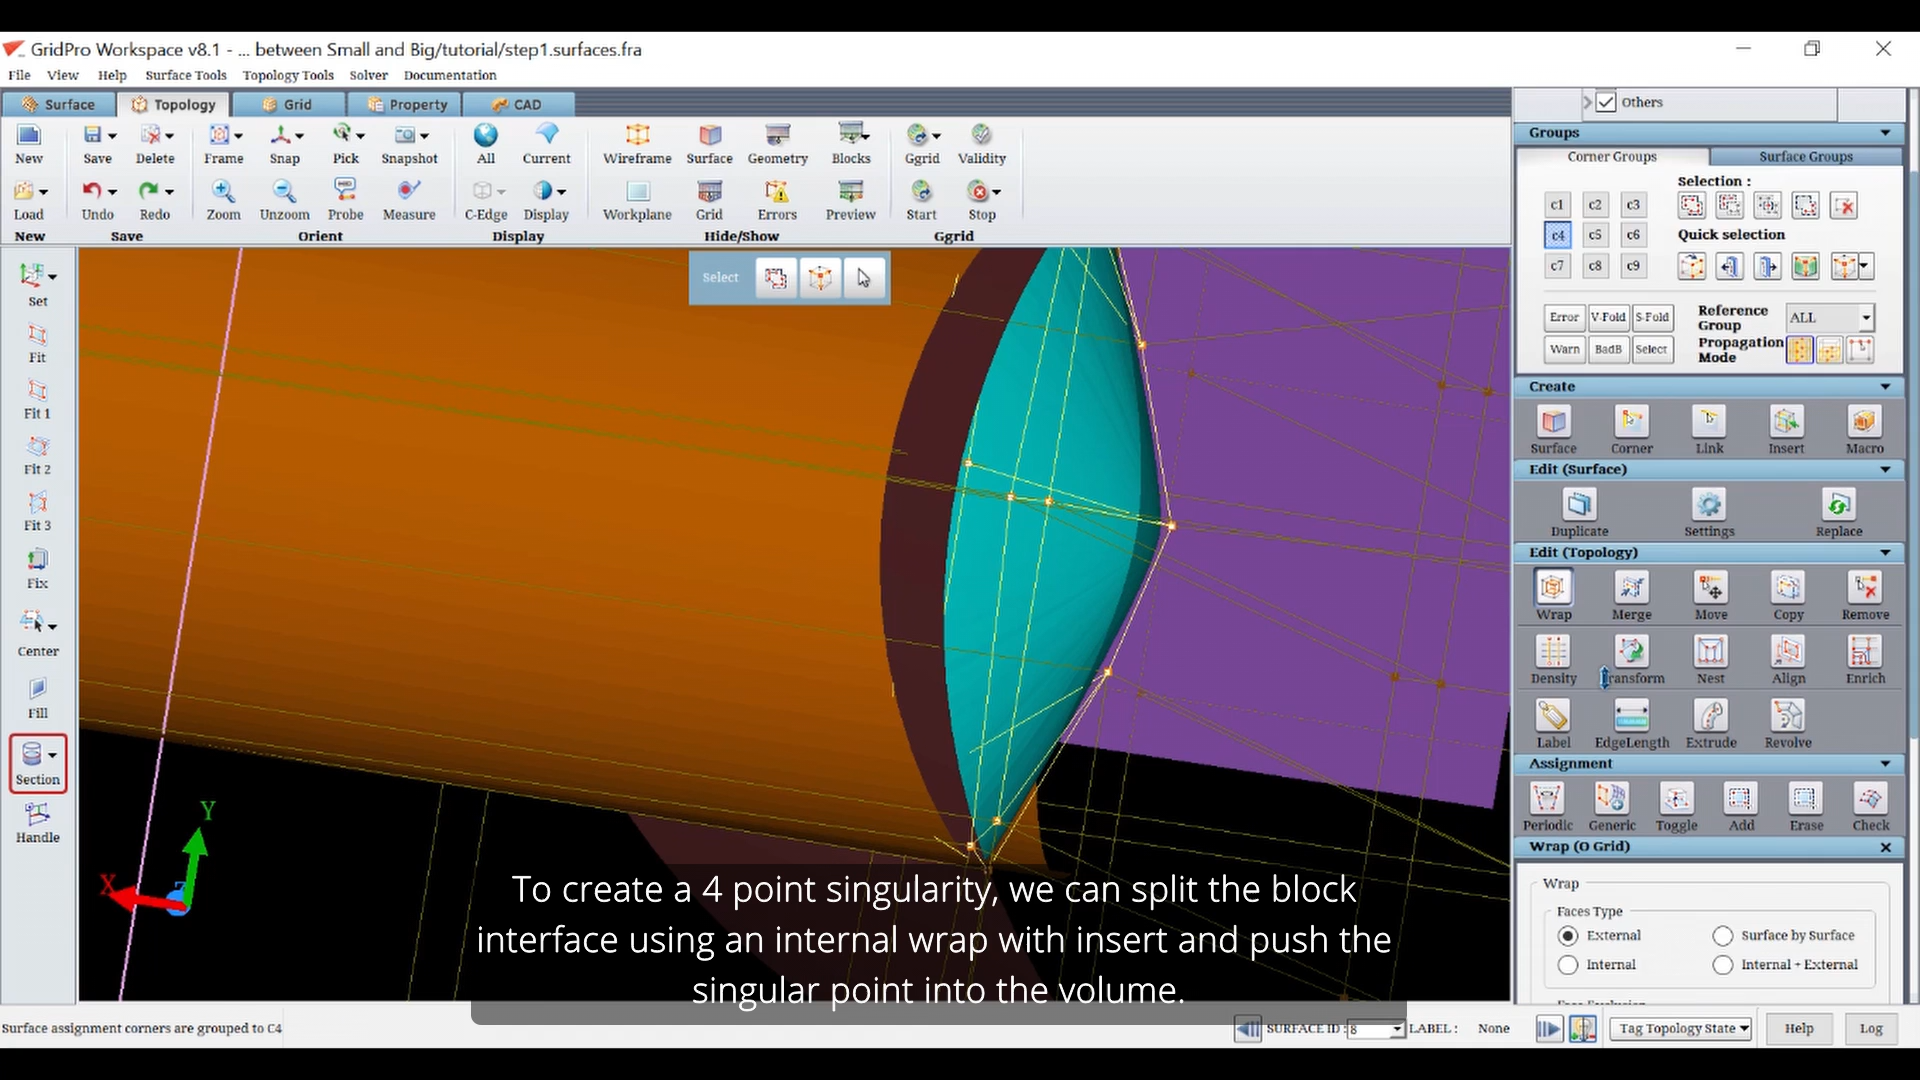 GridPro Workspace v8.1 - ... between Small and Big/tutorial/step1.surfaces.fra
File View Help Surface Tools Topology Tools Solver Documentation
Surface Topology Grid Property CAD
New Save Delete Frame Snap Pick Snapshot All Current Wireframe Surface Geometry Blocks Ggrid Validity
Load Undo Redo Zoom Unzoom Probe Measure C-Edge Display Workplane Grid Errors Preview Start Stop
New Save Orient Display Hide/Show Ggrid
Select
Set
Fit
Fit 1
Fit 2
Fit 3
Fix
Center
Fill
Section
Handle
Y
X
Z
Others
Groups
Corner Groups Surface Groups
Selection :
c1 c2 c3
c4 c5 c6
Quick selection
c7 c8 c9
Error V-Fold S-Fold
Reference Group ALL
Warn BadB Select
Propagation Mode
Create
Surface Corner Link Insert Macro
Edit (Surface)
Duplicate Settings Replace
Edit (Topology)
Wrap Merge Move Copy Remove
Density Transform Nest Align Enrich
Label EdgeLength Extrude Revolve
Assignment
Periodic Generic Toggle Add Erase Check
Wrap (O Grid)
Wrap
Faces Type
External Surface by Surface
Internal Internal + External
To create a 4 point singularity, we can split the block
interface using an internal wrap with insert and push the
singular point into the volume.
Surface assignment corners are grouped to C4
SURFACE ID : 8 LABEL : None Tag Topology State Help Log